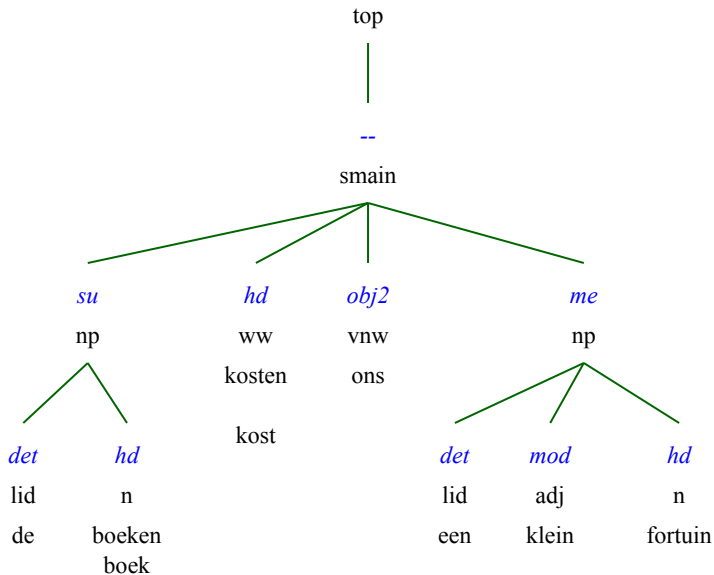 top
--
smain
su hd obj2 me
np ww vnw np
kosten ons
kost
det hd det mod hd
lid n lid adj n
de boeken een klein fortuin
boek